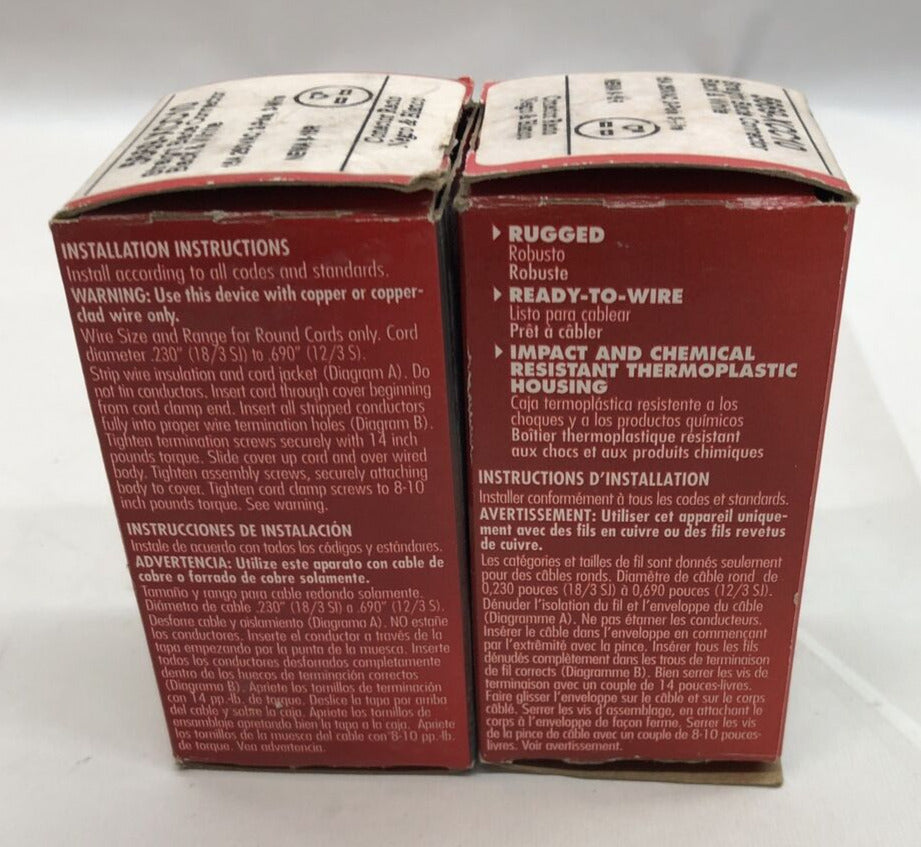 Conector Hembra
Negro & Blanco
INSTALLATION INSTRUCTIONS
Install according to all codes and standards.
WARNING: Use this device with copper or copper-
clad wire only.
Wire Size and Range for Round Cords only. Cord
diameter .230" (18/3 SJ) to .690" (12/3 S).
Strip wire insulation and cord jacket (Diagram A). Do
not tin conductors. Insert cord through cover beginning
from cord clamp end. Insert all stripped conductors
fully into proper wire termination holes (Diagram B).
Tighten termination screws securely with 14 inch
pounds torque. Slide cover up cord and over wired
body. Tighten assembly screws, securely attaching
body to cover. Tighten cord clamp screws to 8-10
inch pounds torque. See warning.
INSTRUCCIONES DE INSTALACIÓN
Instale de acuerdo con todos los códigos y estándares.
ADVERTENCIA: Utilize este aparato con cable de
cobre o forrado de cobre solamente.
Tamaño y rango para cable redondo solamente.
Diámetro de cable .230" (18/3 SJ) a .690" (12/3 S).
Desforre cable y aislamiento (Diagrama A). NO estañe
los conductores. Inserte el conductor a través de la
tapa empezando por la punta de la muesca. Inserte
todos los conductores desforrados completamente
dentro de los huecos de terminación correctos
(Diagrama B). Apriete los tornillos de terminación
con 14 pp.-lb. de torque. Deslice la tapa por arriba
del cable y sobre la caja. Apriete los tornillos de
ensamblaje apretando bien la tapa a la caja. Apriete
los tornillos de la muesca del cable con 8-10 pp.-lb.
de torque. Vea advertencia.
RUGGED
Robusto
Robuste
READY-TO-WIRE
Listo para cablear
Prêt à câbler
IMPACT AND CHEMICAL
RESISTANT THERMOPLASTIC
HOUSING
Caja termoplástica resistente a los
choques y a los productos químicos
Boîtier thermoplastique résistant
aux chocs et aux produits chimiques
INSTRUCTIONS D'INSTALLATION
Installer conformément à tous les codes et standards.
AVERTISSEMENT: Utiliser cet appareil unique-
ment avec des fils en cuivre ou des fils revetus
de cuivre.
Les catégories et tailles de fil sont donnés seulement
pour des câbles ronds. Diamètre de câble rond de
0,230 pouces (18/3 SJ) à 0,690 pouces (12/3 SJ).
Dénuder l'isolation du fil et l'enveloppe du câble
(Diagramme A). Ne pas étamer les conducteurs.
Insérer le câble dans l'enveloppe en commençant
par l'extrêmité avec la pince. Insérer tous les fils
dénudés complètement dans les trous de terminaison
de fil corrects (Diagramme B). Bien serrer les vis de
terminaison avec un couple de 14 pouces-livres.
Faire glisser l'enveloppe sur le câble et sur le corps
câblé. Serrer les vis d'assemblage, en attachant le
corps à l'enveloppe de façon ferme. Serrer les vis
de la pince de câble avec un couple de 8-10 pouces-
livres. Voir avertissement.